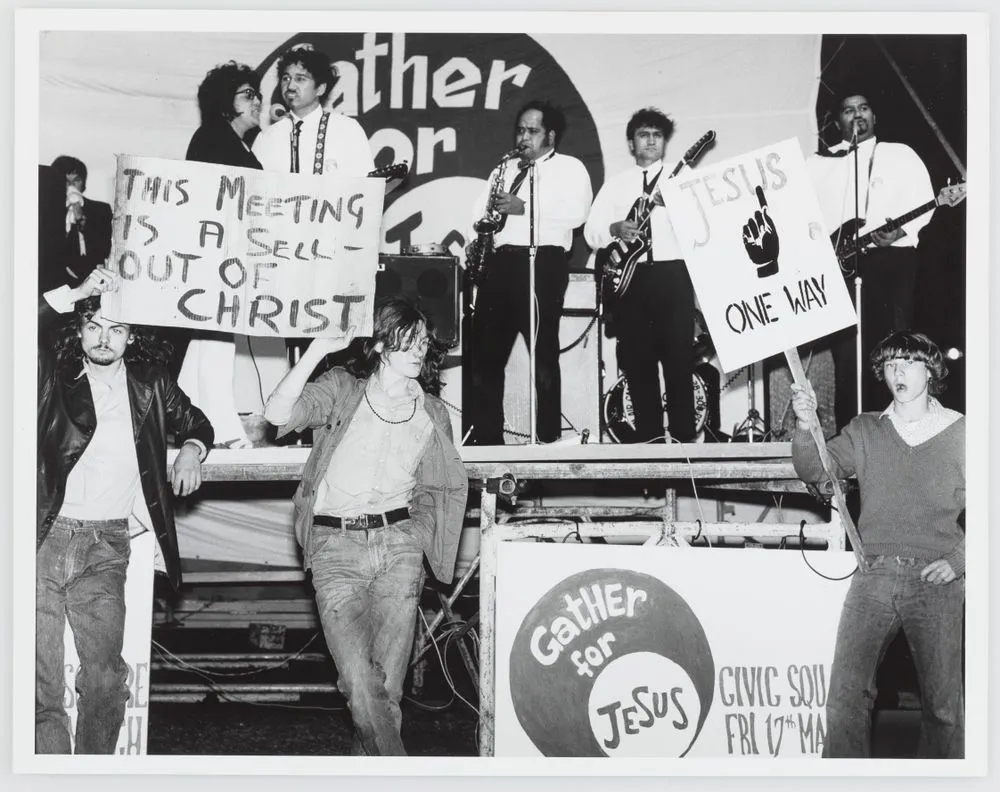 Gather
for
THIS MEETING
IS A SELL-
OUT OF
CHRIST
JESUS
ONE WAY
GatHER
for
JESUS
CIVIC SQU
FRI 17th MA